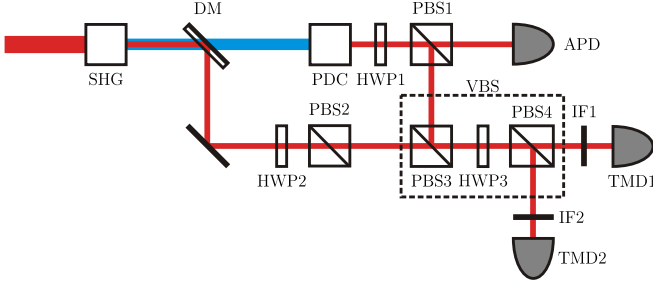 DM
PBS1
APD
SHG
PDC
HWP1
VBS
PBS2
PBS4
IF1
HWP2
PBS3
HWP3
TMD1
IF2
TMD2